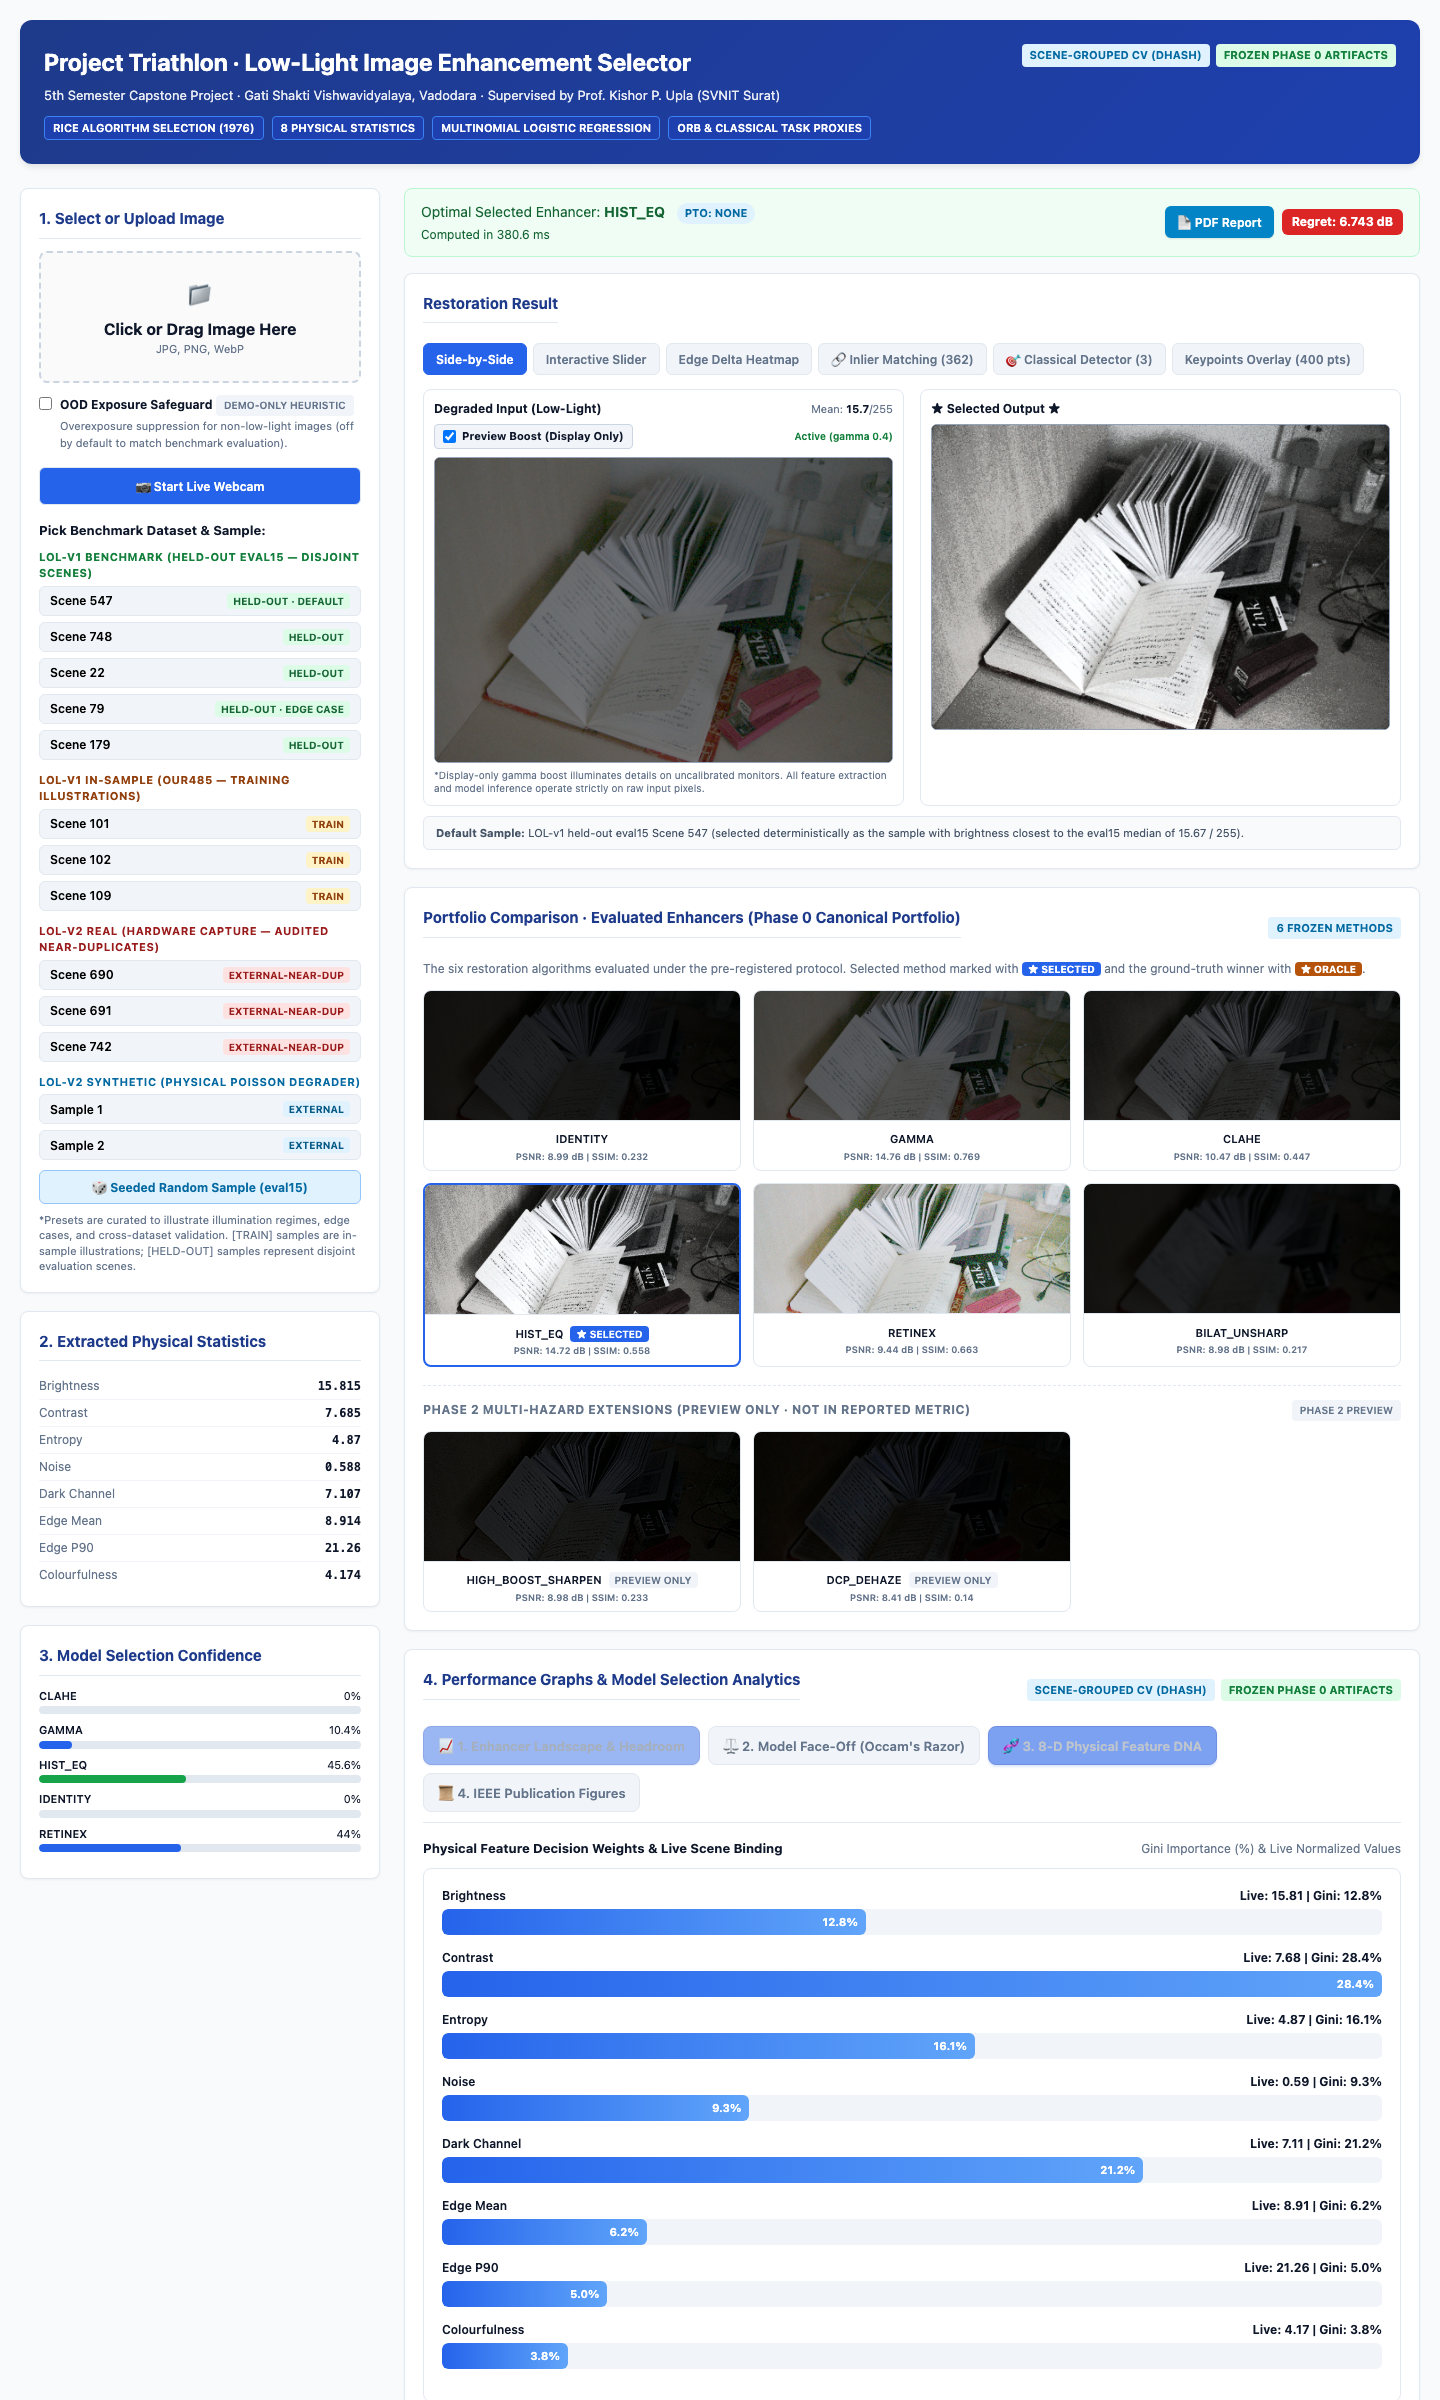 Project Triathlon · Low-Light Image Enhancement Selector
SCENE-GROUPED CV (DHASH)
FROZEN PHASE 0 ARTIFACTS
5th Semester Capstone Project · Gati Shakti Vishwavidyalaya, Vadodara · Supervised by Prof. Kishor P. Upla (SVNIT Surat)
RICE ALGORITHM SELECTION (1976)
8 PHYSICAL STATISTICS
MULTINOMIAL LOGISTIC REGRESSION
ORB & CLASSICAL TASK PROXIES
1. Select or Upload Image
Click or Drag Image Here
JPG, PNG, WebP
OOD Exposure Safeguard DEMO-ONLY HEURISTIC
Overexposure suppression for non-low-light images (off
by default to match benchmark evaluation).
Start Live Webcam
Pick Benchmark Dataset & Sample:
LOL-V1 BENCHMARK (HELD-OUT EVAL15 — DISJOINT
SCENES)
Scene 547 HELD-OUT · DEFAULT
Scene 748 HELD-OUT
Scene 22 HELD-OUT
Scene 79 HELD-OUT · EDGE CASE
Scene 179 HELD-OUT
LOL-V1 IN-SAMPLE (OUR485 — TRAINING
ILLUSTRATIONS)
Scene 101 TRAIN
Scene 102 TRAIN
Scene 109 TRAIN
LOL-V2 REAL (HARDWARE CAPTURE — AUDITED
NEAR-DUPLICATES)
Scene 690 EXTERNAL-NEAR-DUP
Scene 691 EXTERNAL-NEAR-DUP
Scene 742 EXTERNAL-NEAR-DUP
LOL-V2 SYNTHETIC (PHYSICAL POISSON DEGRADER)
Sample 1 EXTERNAL
Sample 2 EXTERNAL
Seeded Random Sample (eval15)
*Presets are curated to illustrate illumination regimes, edge
cases, and cross-dataset validation. [TRAIN] samples are in-
sample illustrations; [HELD-OUT] samples represent disjoint
evaluation scenes.
2. Extracted Physical Statistics
Brightness 15.815
Contrast 7.685
Entropy 4.87
Noise 0.588
Dark Channel 7.107
Edge Mean 8.914
Edge P90 21.26
Colourfulness 4.174
3. Model Selection Confidence
CLAHE 0%
GAMMA 10.4%
HIST_EQ 45.6%
IDENTITY 0%
RETINEX 44%
Optimal Selected Enhancer: HIST_EQ PTO: NONE
Computed in 380.6 ms
PDF Report
Regret: 6.743 dB
Restoration Result
Side-by-Side
Interactive Slider
Edge Delta Heatmap
Inlier Matching (362)
Classical Detector (3)
Keypoints Overlay (400 pts)
Degraded Input (Low-Light) Mean: 15.7/255
Preview Boost (Display Only) Active (gamma 0.4)
ink
*Display-only gamma boost illuminates details on uncalibrated monitors. All feature extraction
and model inference operate strictly on raw input pixels.
★ Selected Output ★
ink
Default Sample: LOL-v1 held-out eval15 Scene 547 (selected deterministically as the sample with brightness closest to the eval15 median of 15.67 / 255).
Portfolio Comparison · Evaluated Enhancers (Phase 0 Canonical Portfolio)
6 FROZEN METHODS
The six restoration algorithms evaluated under the pre-registered protocol. Selected method marked with ★ SELECTED and the ground-truth winner with ★ ORACLE.
IDENTITY
PSNR: 8.99 dB | SSIM: 0.232
GAMMA
PSNR: 14.76 dB | SSIM: 0.769
CLAHE
PSNR: 10.47 dB | SSIM: 0.447
ink
HIST_EQ ★ SELECTED
PSNR: 14.72 dB | SSIM: 0.558
ink
RETINEX
PSNR: 9.44 dB | SSIM: 0.663
BILAT_UNSHARP
PSNR: 8.98 dB | SSIM: 0.217
PHASE 2 MULTI-HAZARD EXTENSIONS (PREVIEW ONLY · NOT IN REPORTED METRIC)
PHASE 2 PREVIEW
HIGH_BOOST_SHARPEN PREVIEW ONLY
PSNR: 8.98 dB | SSIM: 0.233
DCP_DEHAZE PREVIEW ONLY
PSNR: 8.41 dB | SSIM: 0.14
4. Performance Graphs & Model Selection Analytics
SCENE-GROUPED CV (DHASH)
FROZEN PHASE 0 ARTIFACTS
1. Enhancer Landscape & Headroom
2. Model Face-Off (Occam's Razor)
3. 8-D Physical Feature DNA
4. IEEE Publication Figures
Physical Feature Decision Weights & Live Scene Binding
Gini Importance (%) & Live Normalized Values
Brightness Live: 15.81 | Gini: 12.8%
12.8%
Contrast Live: 7.68 | Gini: 28.4%
28.4%
Entropy Live: 4.87 | Gini: 16.1%
16.1%
Noise Live: 0.59 | Gini: 9.3%
9.3%
Dark Channel Live: 7.11 | Gini: 21.2%
21.2%
Edge Mean Live: 8.91 | Gini: 6.2%
6.2%
Edge P90 Live: 21.26 | Gini: 5.0%
5.0%
Colourfulness Live: 4.17 | Gini: 3.8%
3.8%